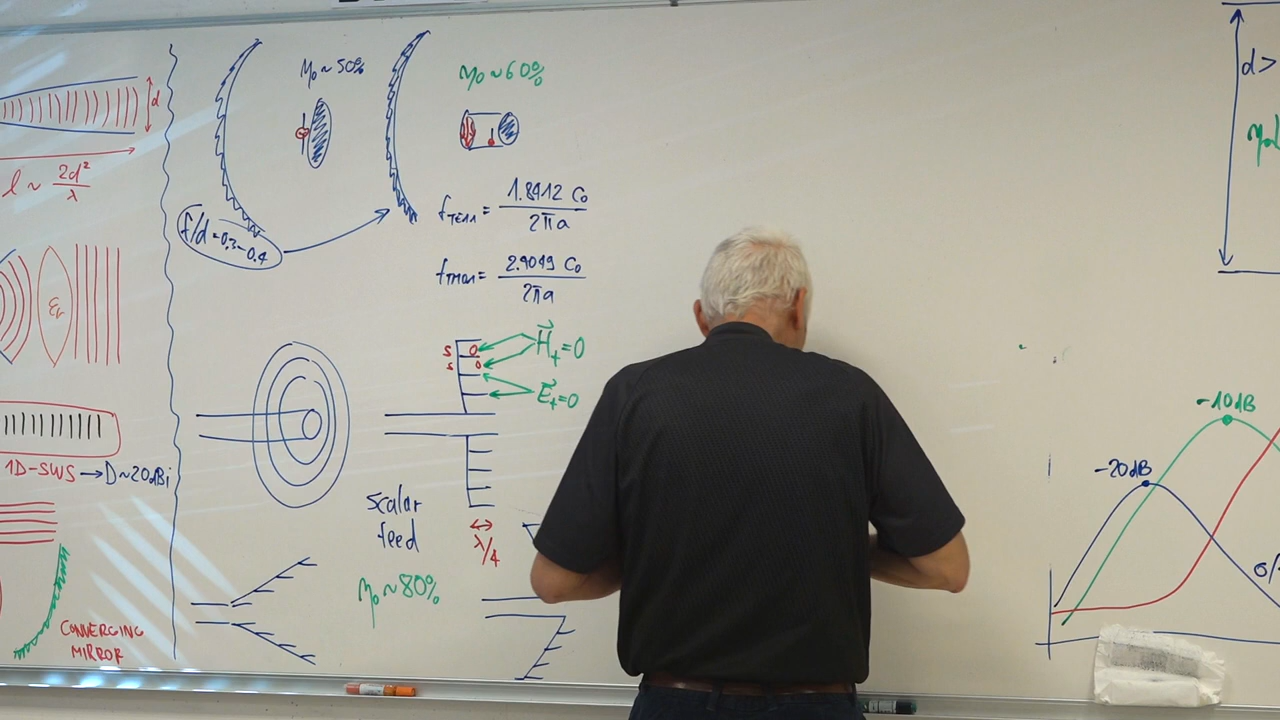 d
l ~ 2d²/λ
εr
1D-SWS → D~20dBi
CONVERGING
MIRROR
η₀ ~ 50%
η₀ ~ 60%
f/d = 0.3-0.4
fTE11 = 1.8412 C₀ / 2πa
fTM01 = 2.4049 C₀ / 2πa
S
S
O
O
H⃗t = 0
E⃗t = 0
scalar
feed
λ/4
η₀ ~ 80%
d >
-10dB
-20dB